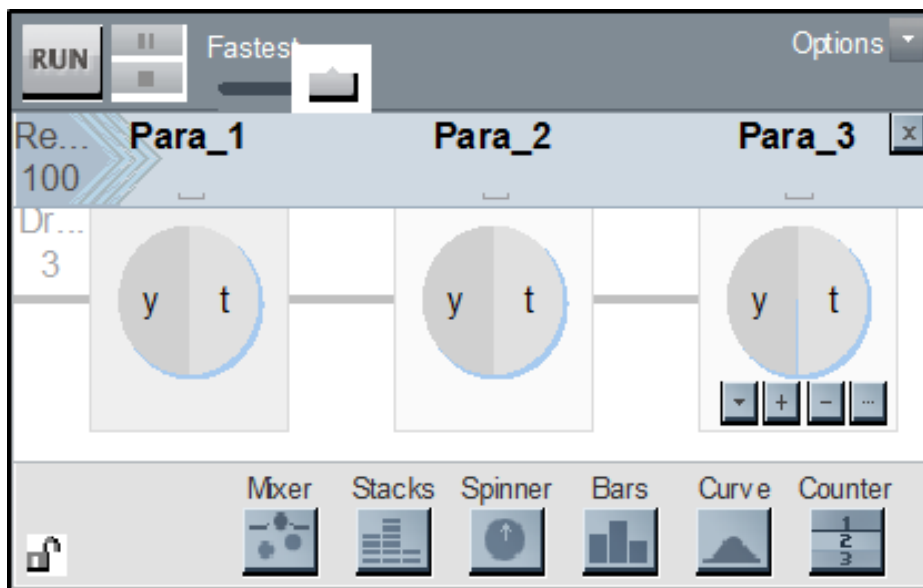 RUN
Fastest
Options
Re... Para_1 Para_2 Para_3 x
100
Dr...
3
y t y t y t
+ - ...
Mixer Stacks Spinner Bars Curve Counter
1
2
3